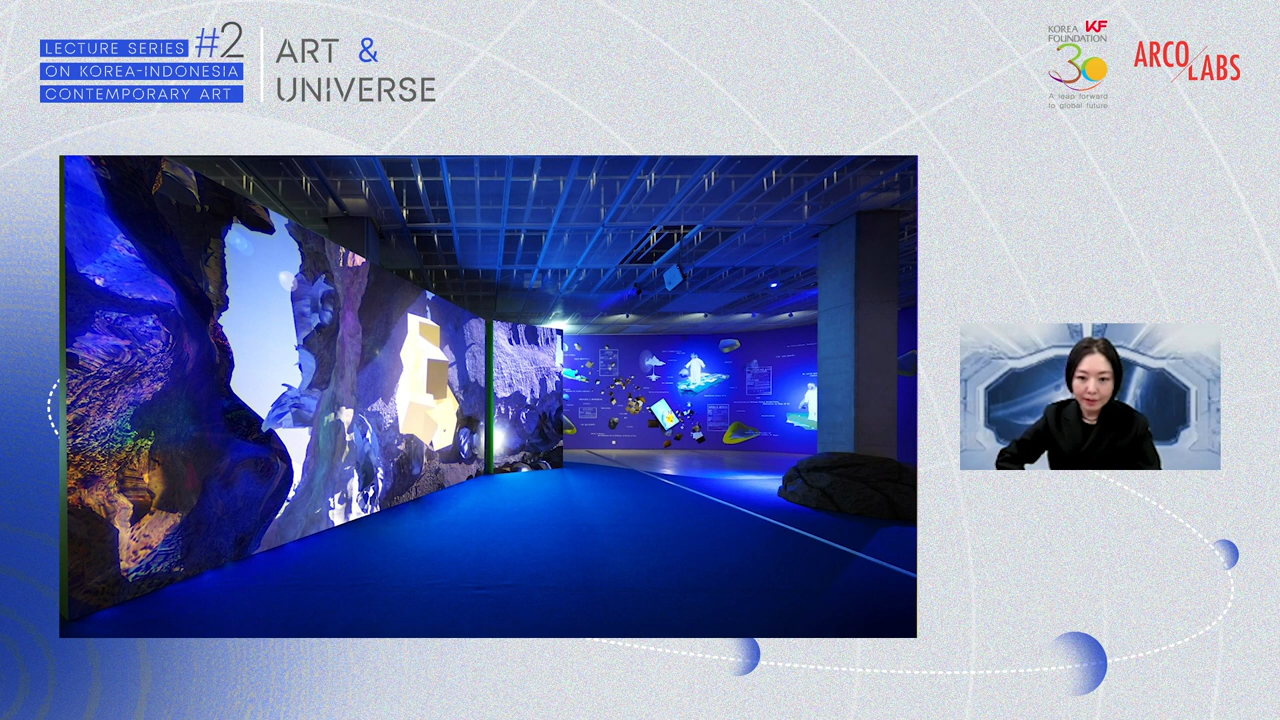 LECTURE SERIES #2
ON KOREA-INDONESIA
CONTEMPORARY ART
ART &
UNIVERSE
KOREA KF
FOUNDATION
30
A leap forward
to global future
ARCO
LABS